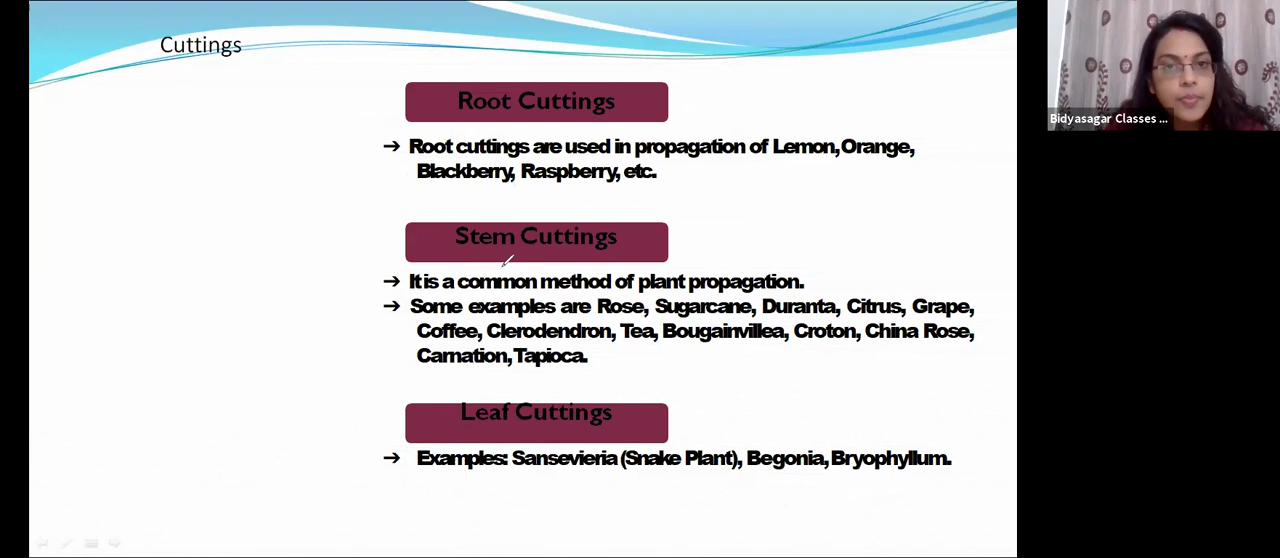 Cuttings
Root Cuttings
➔ Root cuttings are used in propagation of Lemon, Orange,
Blackberry, Raspberry, etc.
Stem Cuttings
➔ It is a common method of plant propagation.
➔ Some examples are Rose, Sugarcane, Duranta, Citrus, Grape,
Coffee, Clerodendron, Tea, Bougainvillea, Croton, China Rose,
Carnation, Tapioca.
Leaf Cuttings
➔ Examples: Sansevieria (Snake Plant), Begonia, Bryophyllum.
Bidyasagar Classes ...